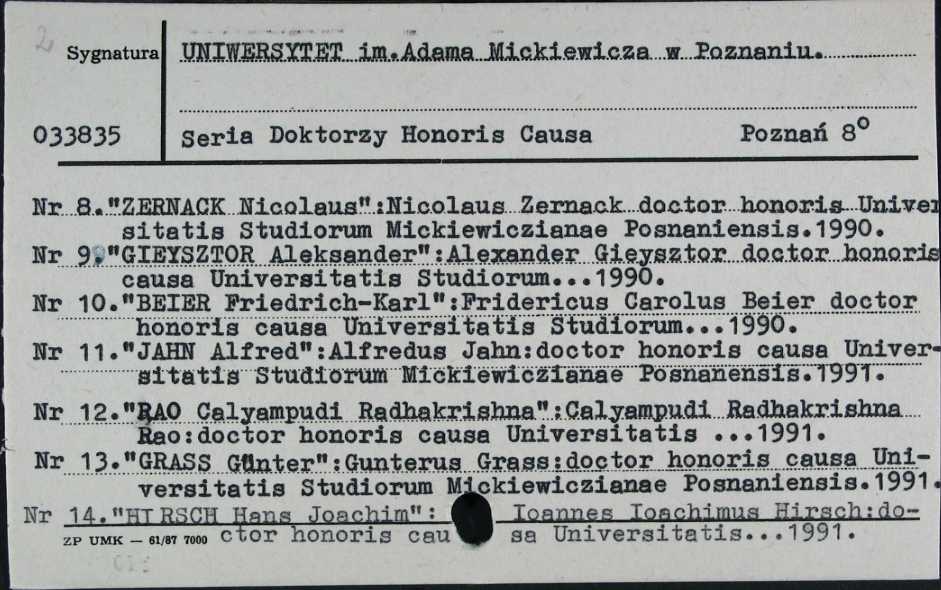 2
Sygnatura UNIWERSYTET im.Adama Mickiewicza w Poznaniu.
033835 Seria Doktorzy Honoris Causa Poznań 8º
Nr 8."ZERNACK Nicolaus":Nicolaus Zernack doctor honoris Univer
sitatis Studiorum Mickiewiczianae Posnaniensis.1990.
Nr 9."GIEYSZTOR Aleksander":Alexander Gieysztor doctor honoris
causa Universitatis Studiorum...1990.
Nr 10."BEIER Friedrich-Karl":Fridericus Carolus Beier doctor
honoris causa Universitatis Studiorum...1990.
Nr 11."JAHN Alfred":Alfredus Jahn:doctor honoris causa Univer-
sitatis Studiorum Mickiewiczianae Posnanensis.1991.
Nr 12."RAO Calyampudi Radhakrishna":Calyampudi Radhakrishna
Rao:doctor honoris causa Universitatis ...1991.
Nr 13."GRASS Günter":Gunterus Grass:doctor honoris causa Uni-
versitatis Studiorum Mickiewiczianae Posnaniensis.1991.
Nr 14."HIRSCH Hans Joachim": Ioannes Ioachimus Hirsch:do-
ZP UMK — 61/87 7000 ctor honoris cau sa Universitatis...1991.